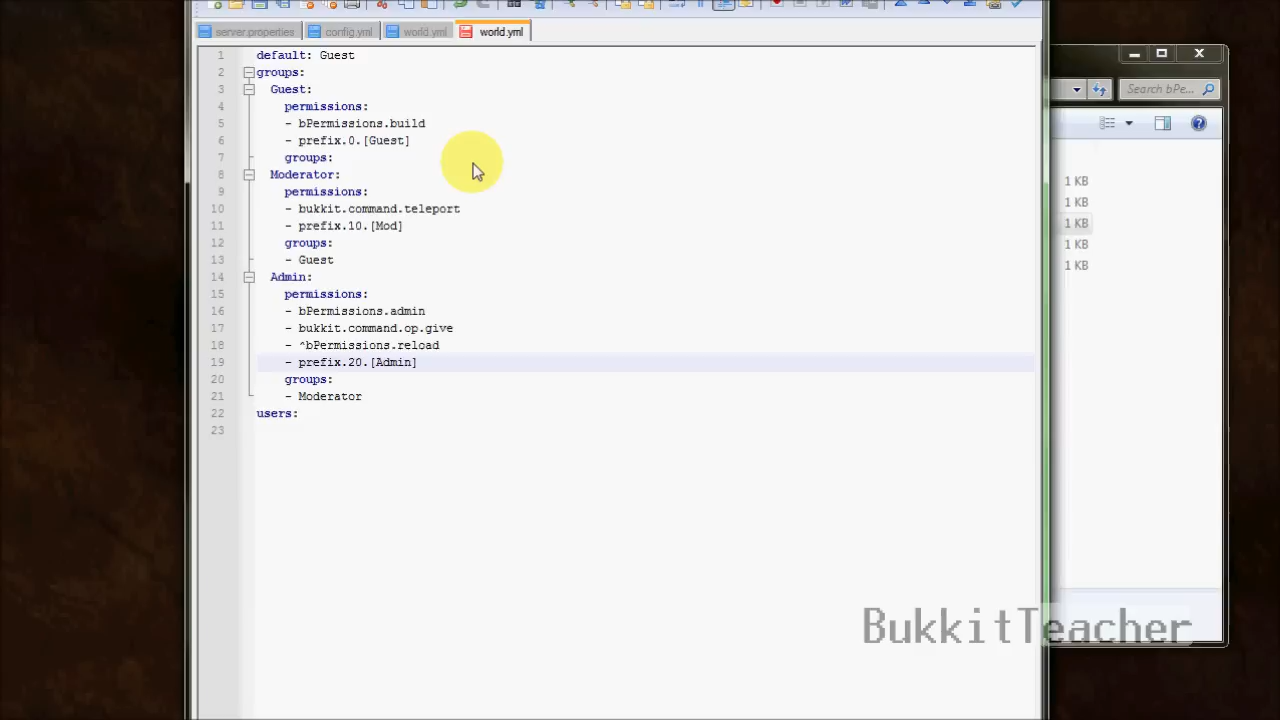 server.properties config.yml world.yml world.yml
1 default: Guest
2 groups:
3 Guest:
4 permissions:
5 - bPermissions.build
6 - prefix.0.[Guest]
7 groups:
8 Moderator:
9 permissions:
10 - bukkit.command.teleport
11 - prefix.10.[Mod]
12 groups:
13 - Guest
14 Admin:
15 permissions:
16 - bPermissions.admin
17 - bukkit.command.op.give
18 - ^bPermissions.reload
19 - prefix.20.[Admin]
20 groups:
21 - Moderator
22 users:
23
Search bPe...
1 KB
1 KB
1 KB
1 KB
1 KB
BukkitTeacher